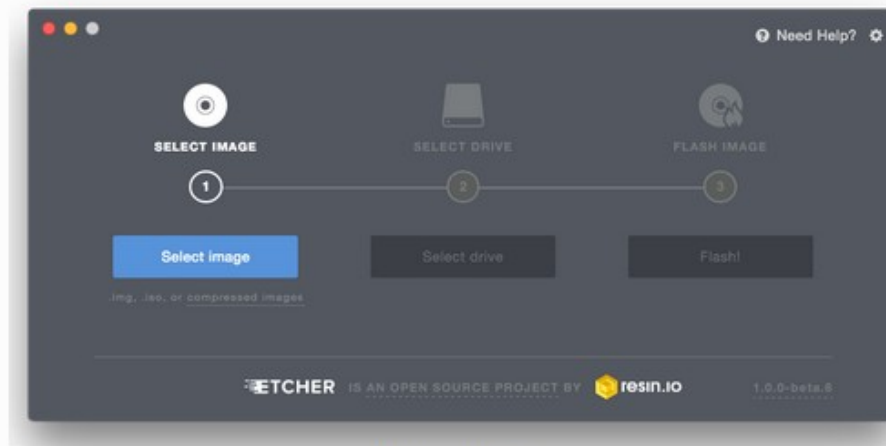 Need Help?
SELECT IMAGE SELECT DRIVE FLASH IMAGE
1 2 3
Select image Select drive Flash!
.img, .iso, or compressed images
ETCHER IS AN OPEN SOURCE PROJECT BY resin.io 1.0.0-beta.6